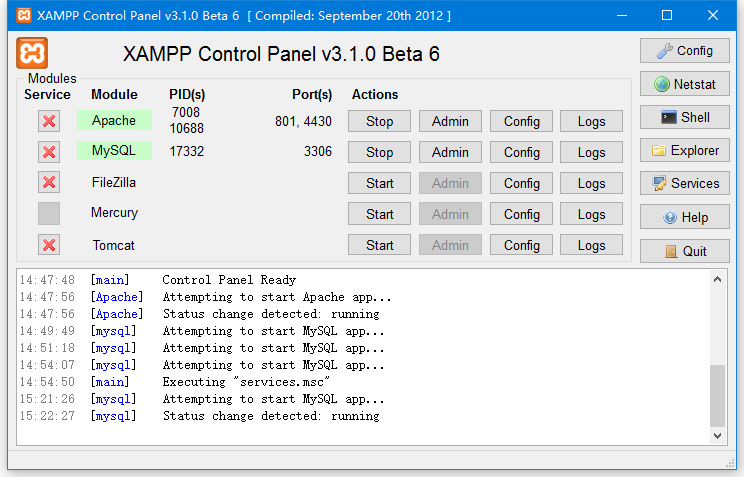 XAMPP Control Panel v3.1.0 Beta 6 [ Compiled: September 20th 2012 ]
XAMPP Control Panel v3.1.0 Beta 6
Config
Modules
Service Module PID(s) Port(s) Actions
Netstat
Apache 7008 10688 801, 4430 Stop Admin Config Logs
Shell
MySQL 17332 3306 Stop Admin Config Logs
Explorer
FileZilla Start Admin Config Logs
Services
Mercury Start Admin Config Logs
Help
Tomcat Start Admin Config Logs
Quit
14:47:48 [main] Control Panel Ready
14:47:56 [Apache] Attempting to start Apache app...
14:47:56 [Apache] Status change detected: running
14:49:49 [mysql] Attempting to start MySQL app...
14:51:18 [mysql] Attempting to start MySQL app...
14:54:07 [mysql] Attempting to start MySQL app...
14:54:50 [main] Executing "services.msc"
15:21:26 [mysql] Attempting to start MySQL app...
15:22:27 [mysql] Status change detected: running